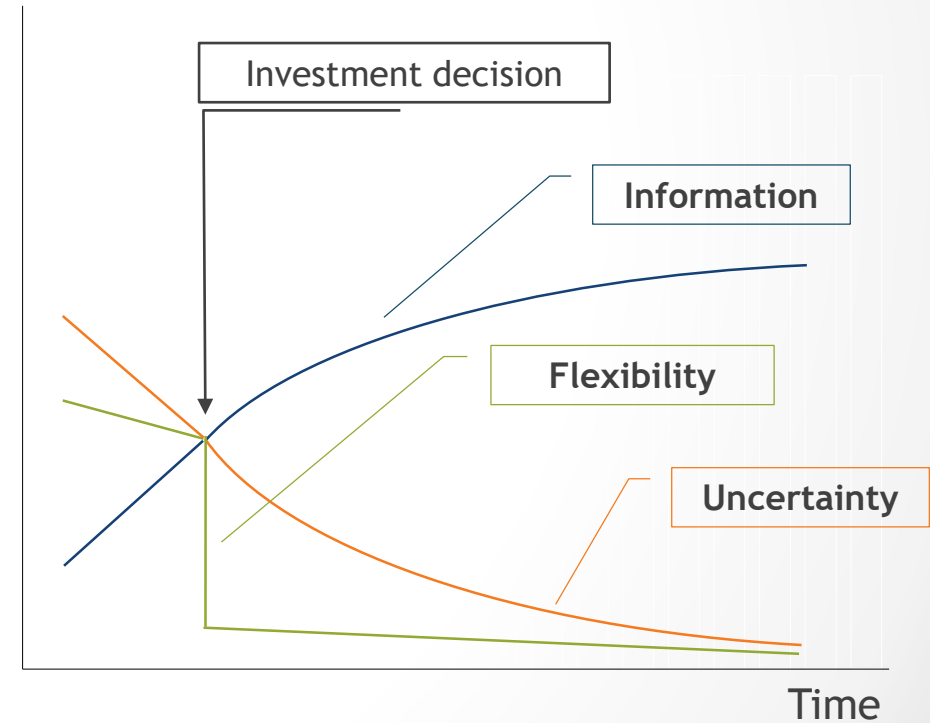 Investment decision
Information
Flexibility
Uncertainty
Time